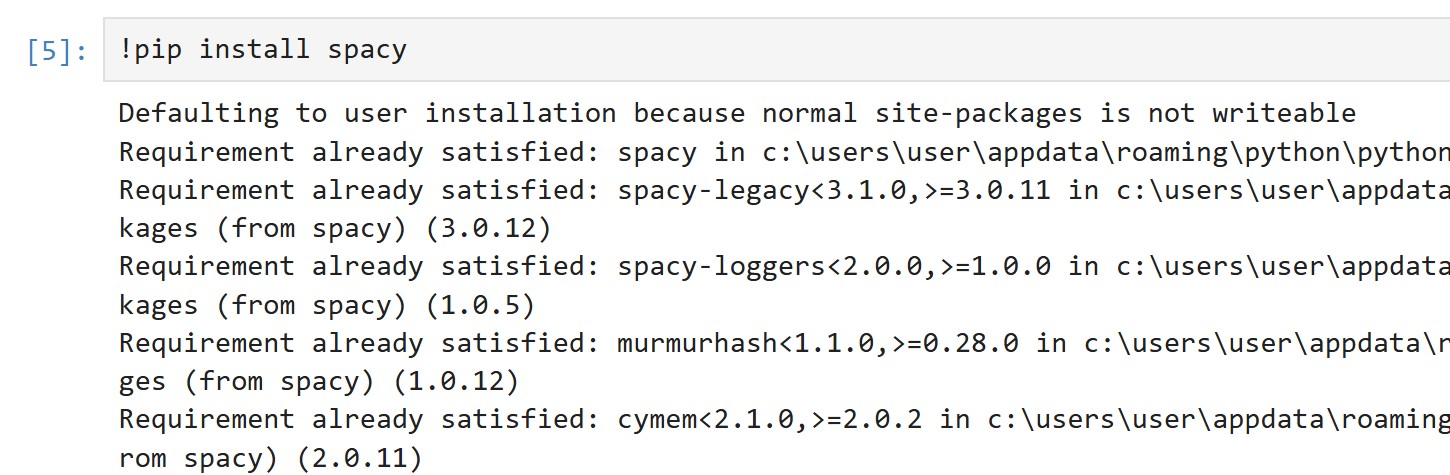 [5]: !pip install spacy
Defaulting to user installation because normal site-packages is not writeable
Requirement already satisfied: spacy in c:\users\user\appdata\roaming\python\python
Requirement already satisfied: spacy-legacy<3.1.0,>=3.0.11 in c:\users\user\appdata
kages (from spacy) (3.0.12)
Requirement already satisfied: spacy-loggers<2.0.0,>=1.0.0 in c:\users\user\appdata
kages (from spacy) (1.0.5)
Requirement already satisfied: murmurhash<1.1.0,>=0.28.0 in c:\users\user\appdata\r
ges (from spacy) (1.0.12)
Requirement already satisfied: cymem<2.1.0,>=2.0.2 in c:\users\user\appdata\roaming
rom spacy) (2.0.11)